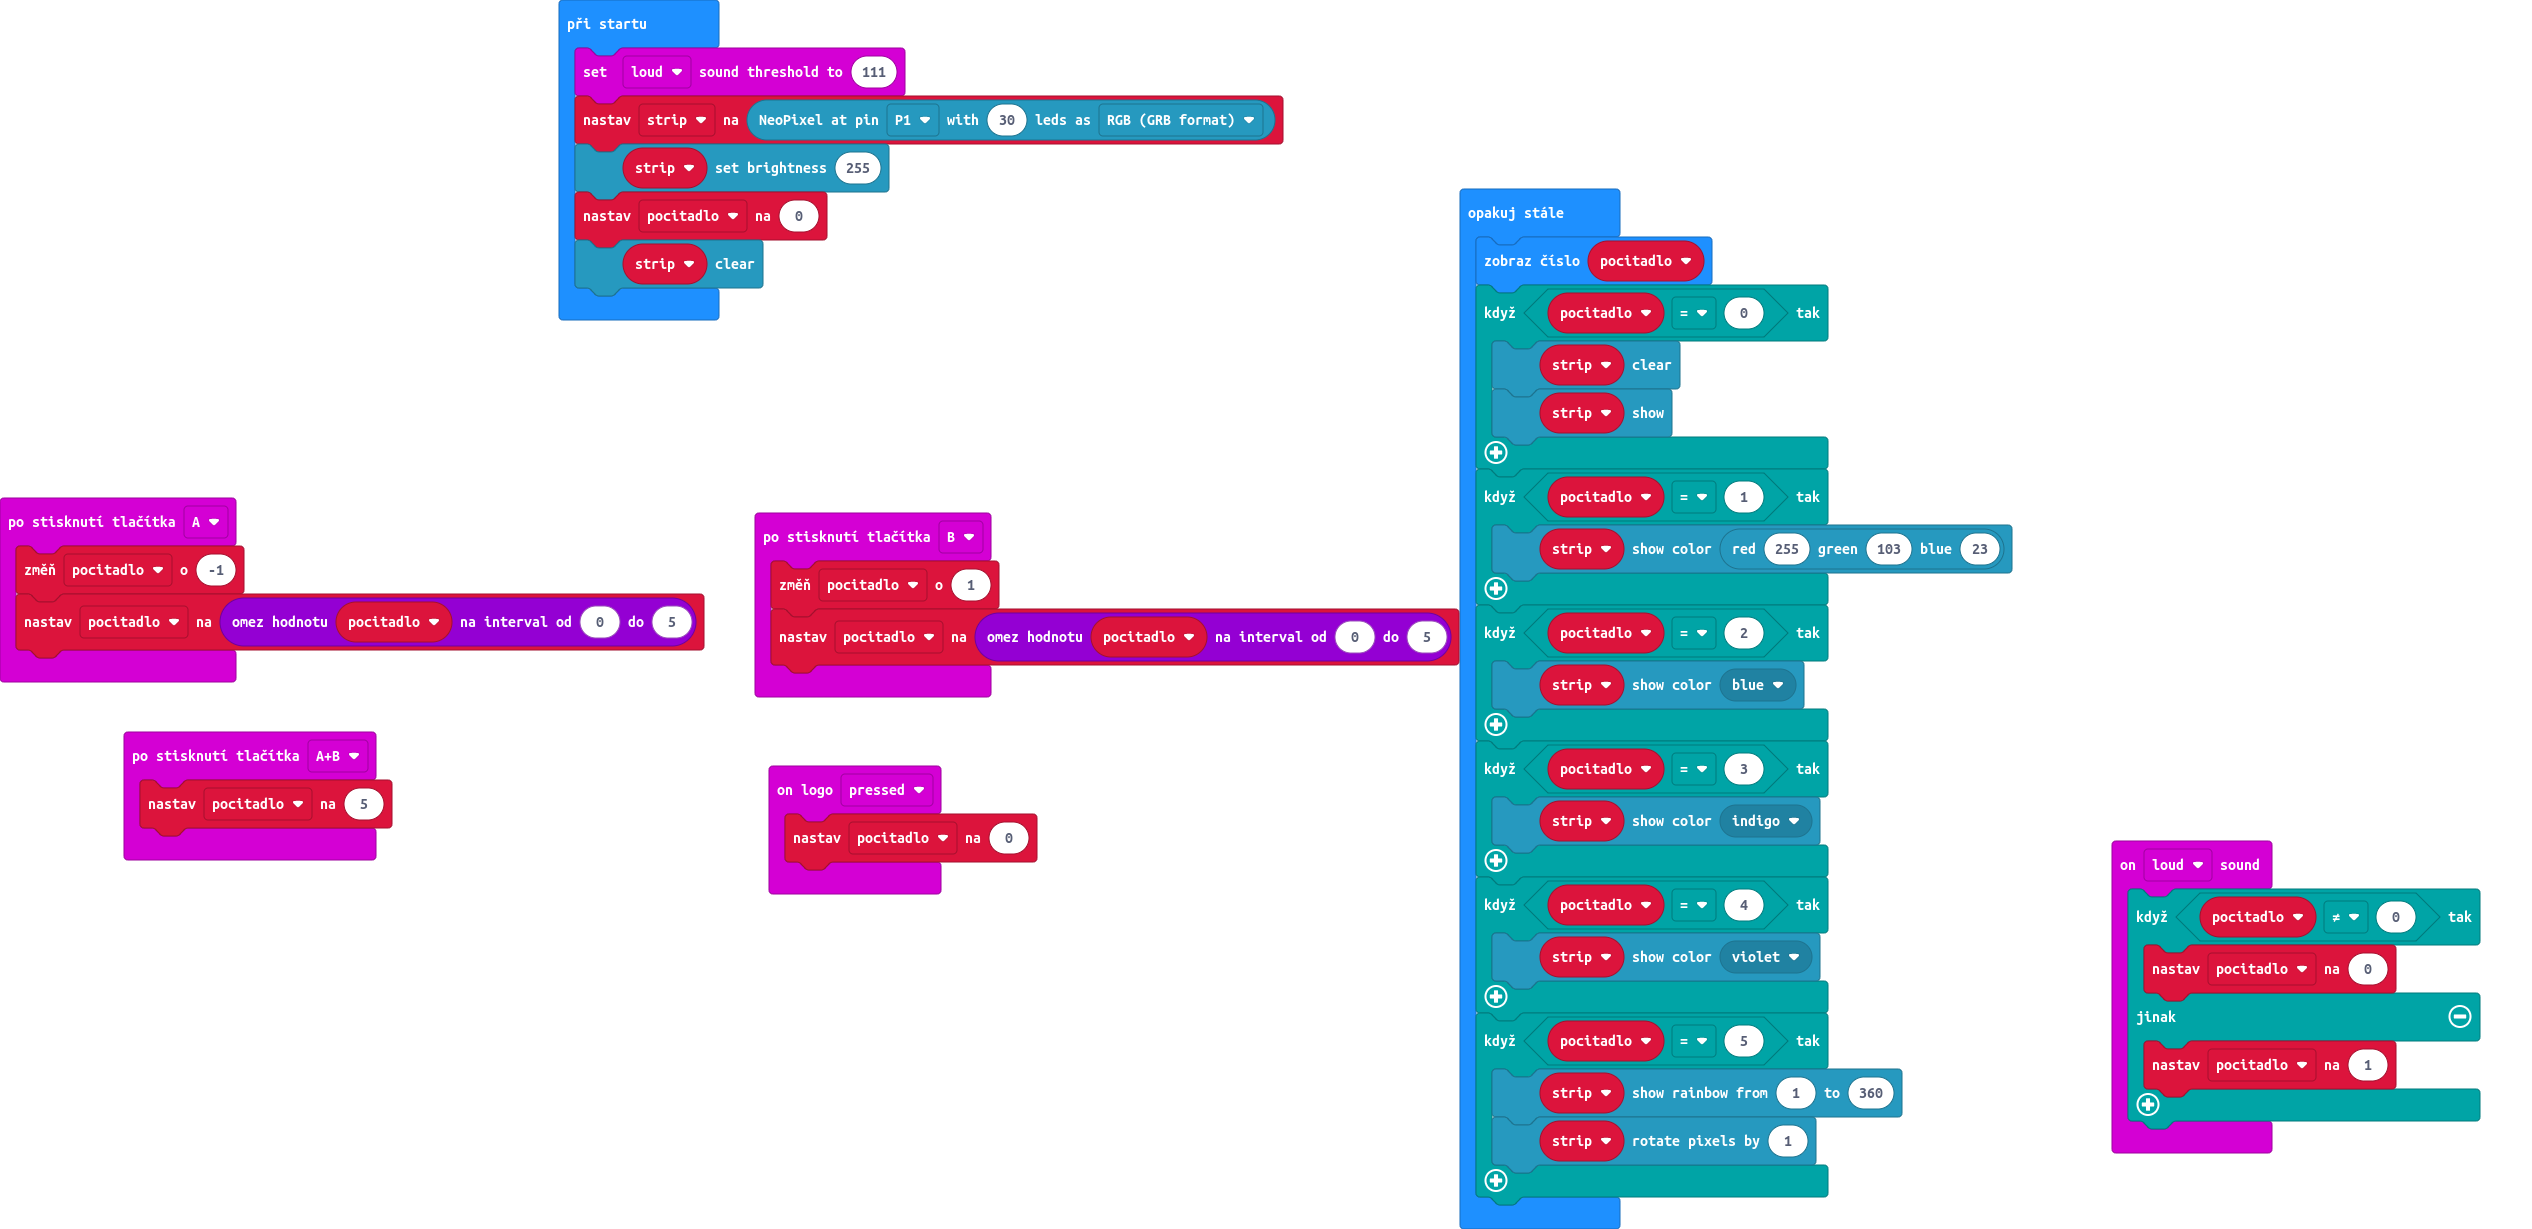 při startu
set loud sound threshold to 111
nastav strip na NeoPixel at pin P1 with 30 leds as RGB (GRB format)
strip set brightness 255
nastav pocitadlo na 0
strip clear
po stisknutí tlačítka A
změň pocitadlo o -1
nastav pocitadlo na omez hodnotu pocitadlo na interval od 0 do 5
po stisknutí tlačítka B
změň pocitadlo o 1
nastav pocitadlo na omez hodnotu pocitadlo na interval od 0 do 5
po stisknutí tlačítka A+B
nastav pocitadlo na 5
on logo pressed
nastav pocitadlo na 0
opakuj stále
zobraz číslo pocitadlo
když pocitadlo = 0 tak
strip clear
strip show
když pocitadlo = 1 tak
strip show color red 255 green 103 blue 23
když pocitadlo = 2 tak
strip show color blue
když pocitadlo = 3 tak
strip show color indigo
když pocitadlo = 4 tak
strip show color violet
když pocitadlo = 5 tak
strip show rainbow from 1 to 360
strip rotate pixels by 1
on loud sound
když pocitadlo ≠ 0 tak
nastav pocitadlo na 0
jinak
nastav pocitadlo na 1